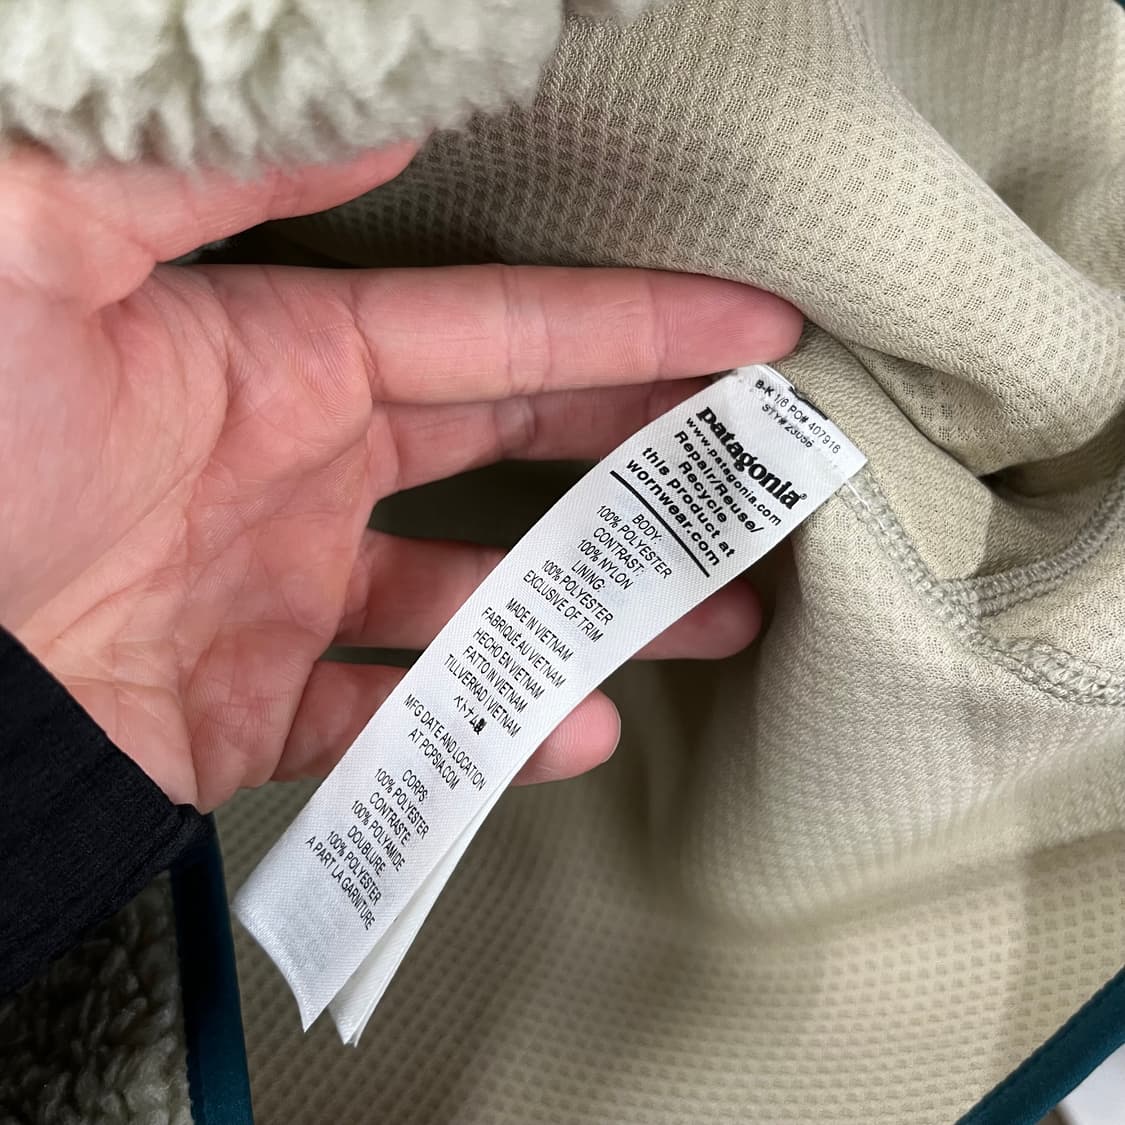 8-K 1/6 PO# 407916
STY# 23056
patagonia®
www.patagonia.com
Repair/Reuse/
Recycle
this product at
wornwear.com
BODY:
100% POLYESTER
CONTRAST:
100% NYLON
LINING:
100% POLYESTER
EXCLUSIVE OF TRIM
MADE IN VIETNAM
FABRIQUÉ AU VIETNAM
HECHO EN VIETNAM
FATTO IN VIETNAM
TILLVERKAD I VIETNAM
ベトナム製
MFG DATE AND LOCATION
AT PCPSIA.COM
CORPS:
100% POLYESTER
CONTRASTE:
100% POLYAMIDE
DOUBLURE:
100% POLYESTER
A PART LA GARNITURE